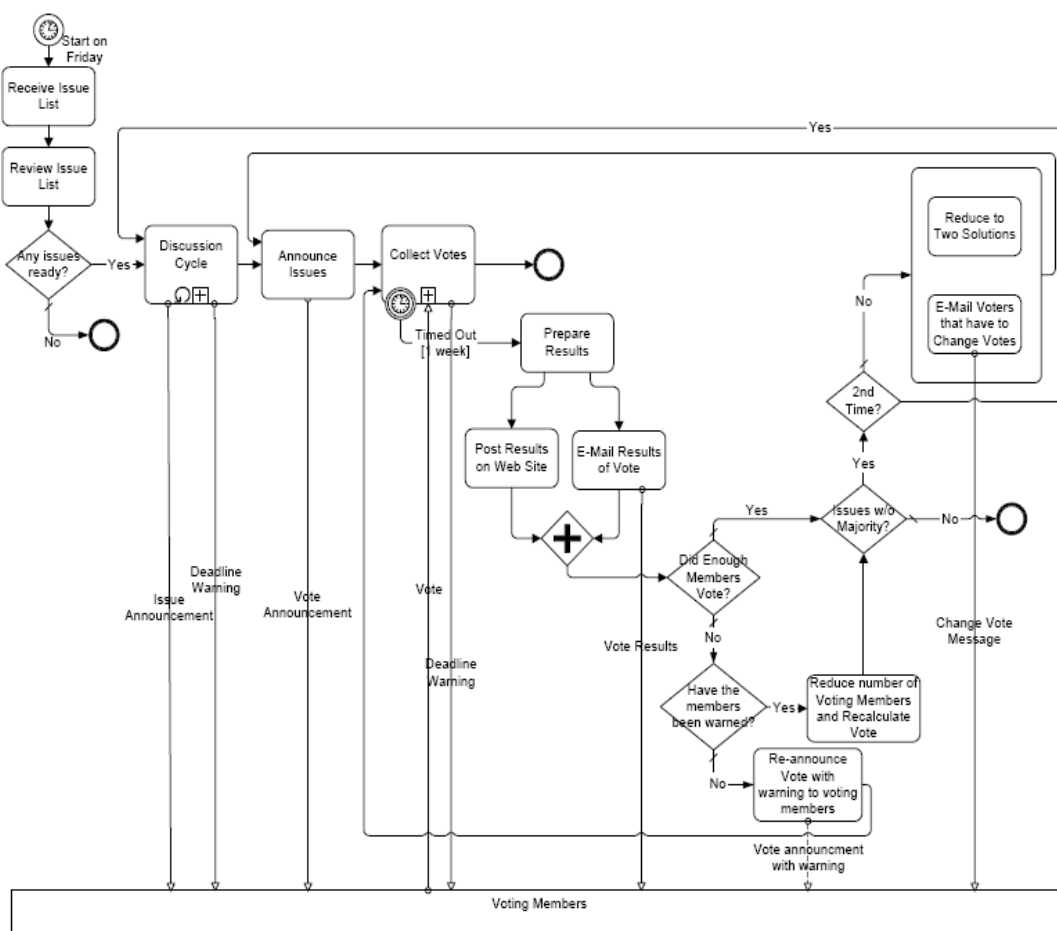 Start on
Friday
Receive Issue
List
Review Issue
List
Any issues
ready?
Yes
No
Discussion
Cycle
Announce
Issues
Collect Votes
Timed Out
[1 week]
Prepare
Results
Post Results
on Web Site
E-Mail Results
of Vote
Did Enough
Members
Vote?
Yes
No
Have the
members
been warned?
Yes
No
Reduce number of
Voting Members
and Recalculate
Vote
Re-announce
Vote with
warning to voting
members
Issues w/o
Majority?
Yes
No
2nd
Time?
No
Yes
Reduce to
Two Solutions
E-Mail Voters
that have to
Change Votes
Issue
Announcement
Deadline
Warning
Vote
Announcement
Vote
Deadline
Warning
Vote Results
Vote announcment
with warning
Change Vote
Message
Voting Members